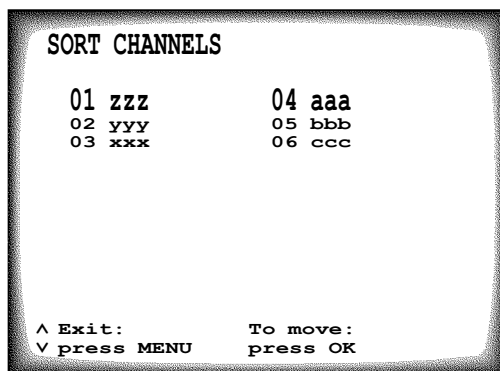 SORT CHANNELS
01 zzz 04 aaa
02 yyy 05 bbb
03 xxx 06 ccc
^ Exit: To move:
v press MENU press OK